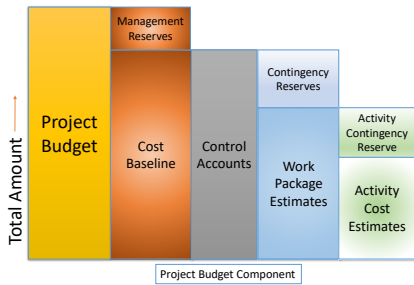 Management
Reserves
Contingency
Reserves
Activity
Contingency
Reserve
Project
Budget
Cost
Baseline
Control
Accounts
Work
Package
Estimates
Activity
Cost
Estimates
Total Amount
Project Budget Component